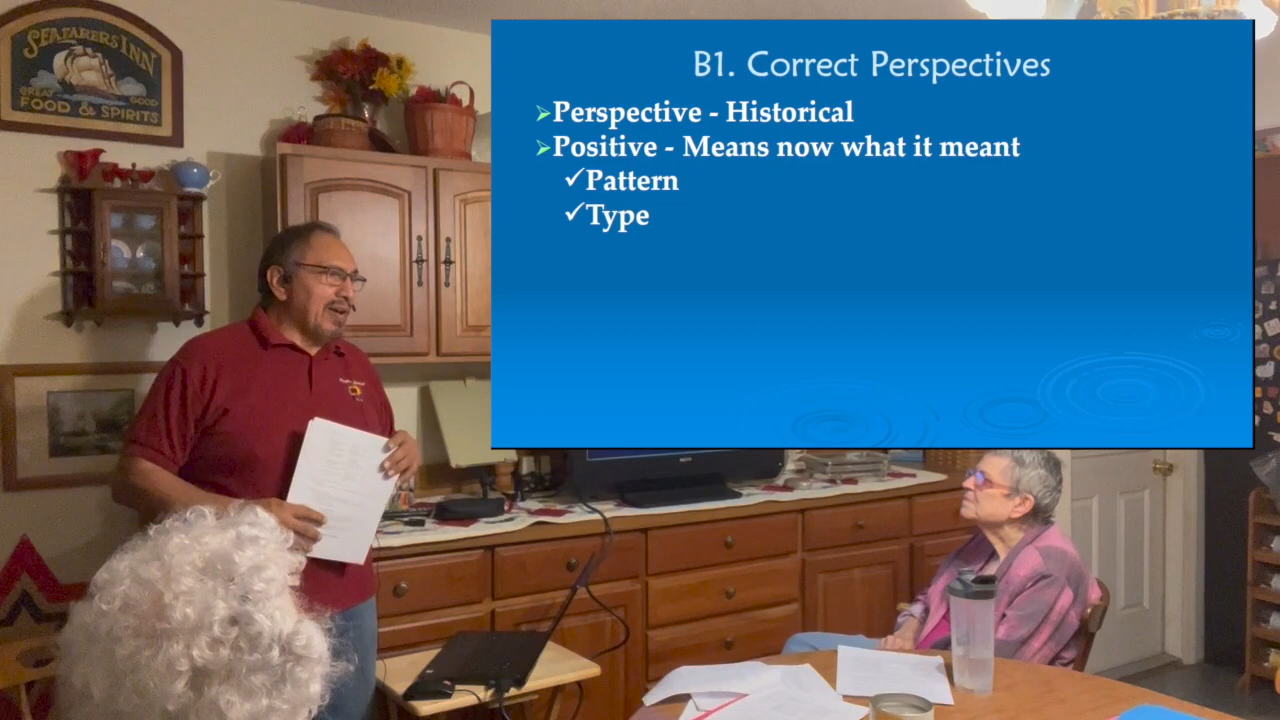 SEAFARERS INN
GREAT GOOD
FOOD & SPIRITS
B1. Correct Perspectives
➢Perspective - Historical
➢Positive - Means now what it meant
✓Pattern
✓Type